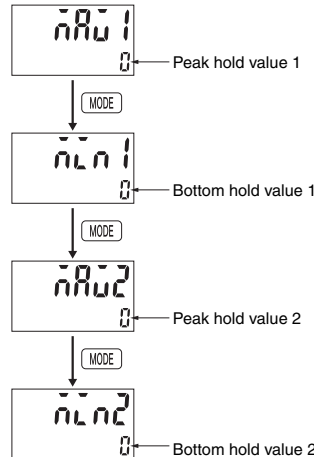 MAX1
0 Peak hold value 1
MODE
MIN1
0 Bottom hold value 1
MODE
MAX2
0 Peak hold value 2
MODE
MIN2
0 Bottom hold value 2